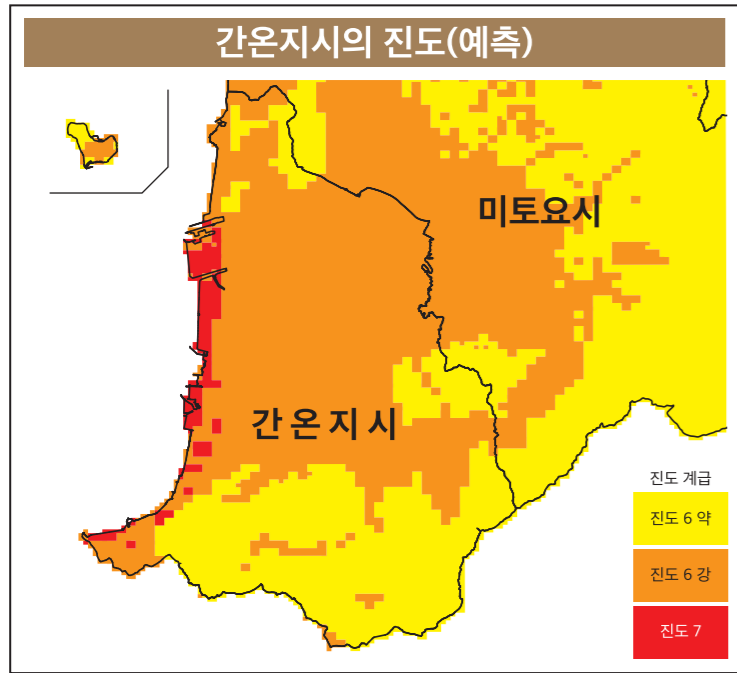 간온지시의 진도(예측)
미토요시
간 온 지 시
진도 계급
진도 6 약
진도 6 강
진도 7